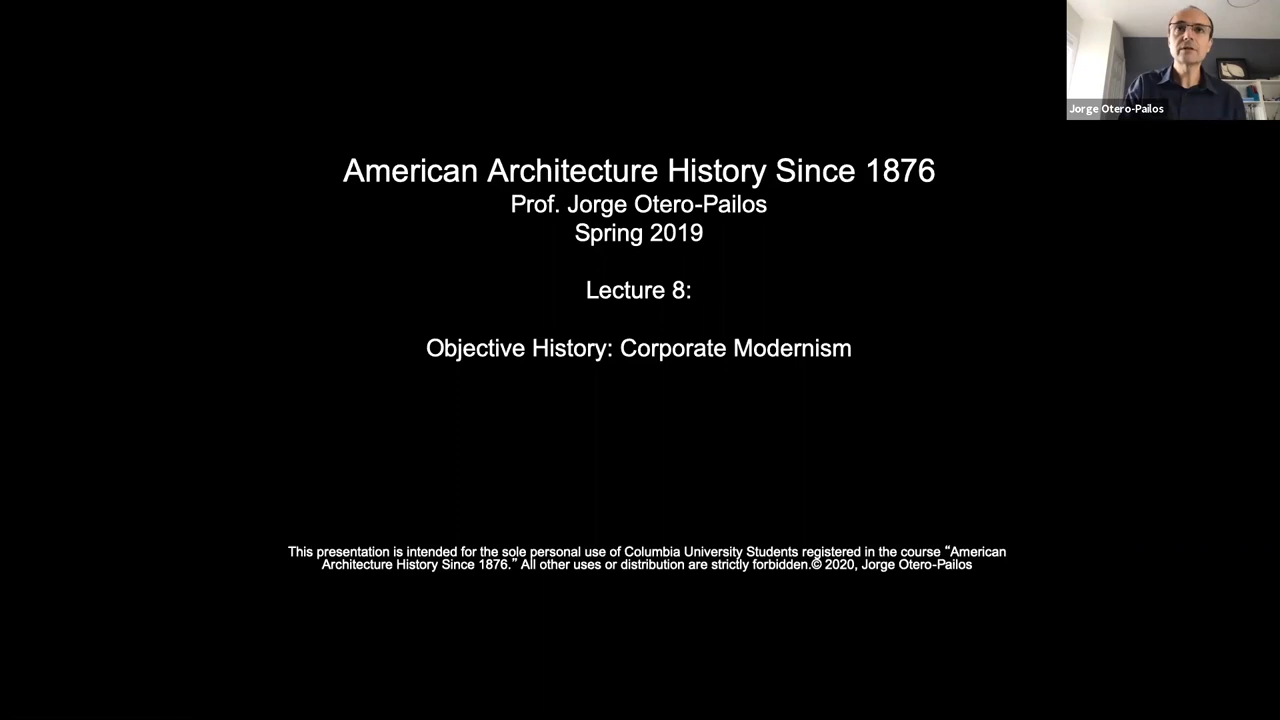 Jorge Otero-Pailos
American Architecture History Since 1876
Prof. Jorge Otero-Pailos
Spring 2019
Lecture 8:
Objective History: Corporate Modernism
This presentation is intended for the sole personal use of Columbia University Students registered in the course “American
Architecture History Since 1876.” All other uses or distribution are strictly forbidden.© 2020, Jorge Otero-Pailos